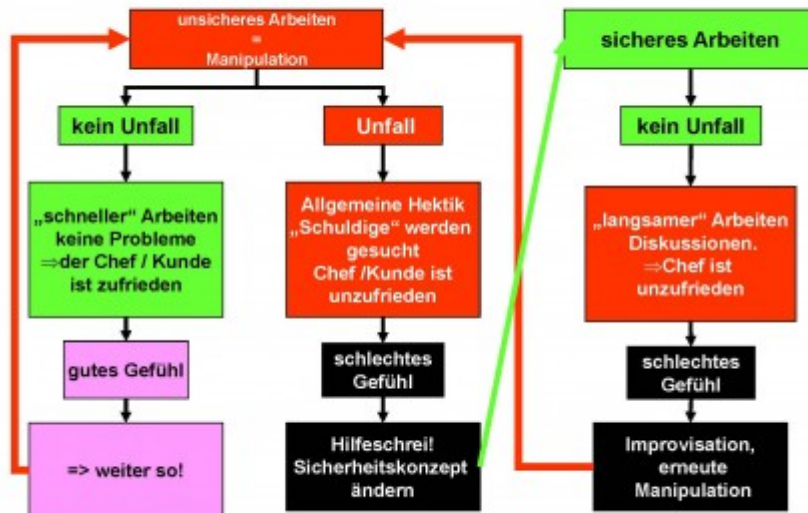 unsicheres Arbeiten
=
Manipulation
kein Unfall
„schneller“ Arbeiten
keine Probleme
⇒der Chef / Kunde
ist zufrieden
gutes Gefühl
=> weiter so!
Unfall
Allgemeine Hektik
„Schuldige“ werden
gesucht
Chef /Kunde ist
unzufrieden
schlechtes
Gefühl
Hilfeschrei!
Sicherheitskonzept
ändern
sicheres Arbeiten
kein Unfall
„langsamer“ Arbeiten
Diskussionen.
⇒Chef ist
unzufrieden
schlechtes
Gefühl
Improvisation,
erneute
Manipulation